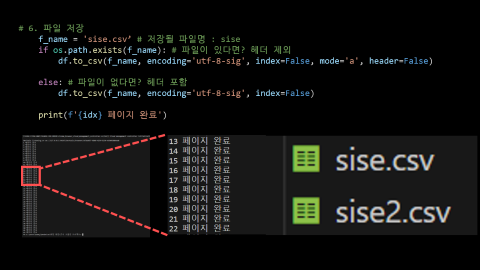 # 6. 파일 저장
f_name = 'sise.csv' # 저장될 파일명 : sise
if os.path.exists(f_name): # 파일이 있다면? 헤더 제외
df.to_csv(f_name, encoding='utf-8-sig', index=False, mode='a', header=False)
else: # 파일이 없다면? 헤더 포함
df.to_csv(f_name, encoding='utf-8-sig', index=False)
print(f'{idx} 페이지 완료')
13 페이지 완료
14 페이지 완료
15 페이지 완료
16 페이지 완료
17 페이지 완료
18 페이지 완료
19 페이지 완료
20 페이지 완료
21 페이지 완료
22 페이지 완료
sise.csv
sise2.csv